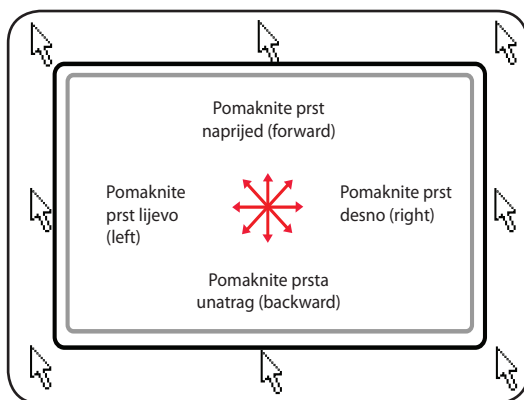 Pomaknite prst
naprijed (forward)
Pomaknite
prst lijevo
(left)
Pomaknite prst
desno (right)
Pomaknite prsta
unatrag (backward)